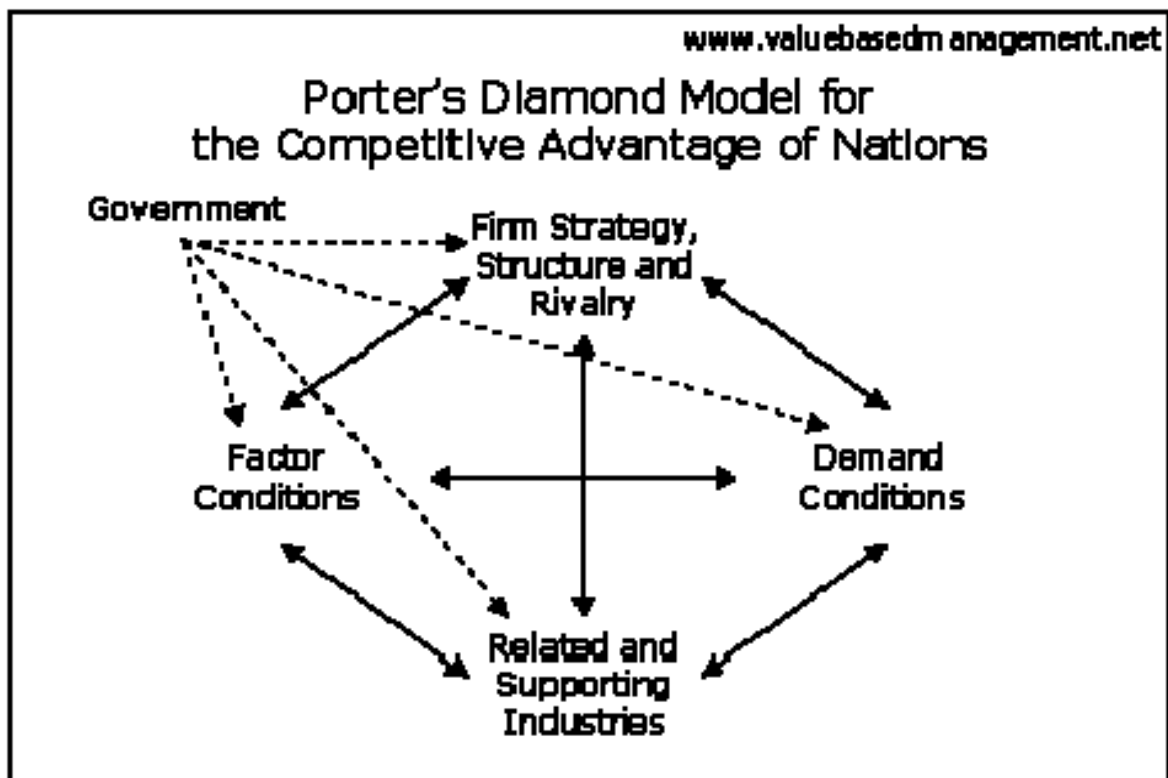 www.valuebasedmanagement.net
Porter's Diamond Model for
the Competitive Advantage of Nations
Government
Firm Strategy,
Structure and
Rivalry
Factor
Conditions
Demand
Conditions
Related and
Supporting
Industries